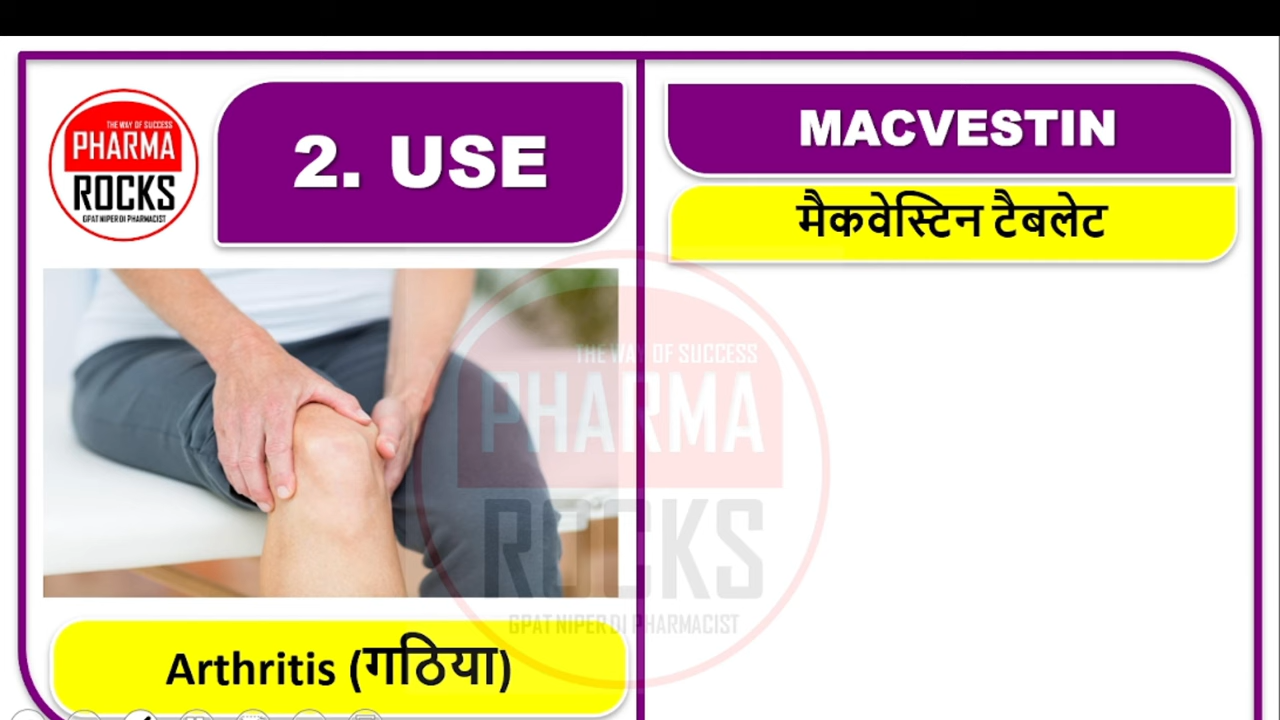 THE WAY OF SUCCESS
PHARMA
ROCKS
GPAT NIPER DI PHARMACIST
2. USE
Arthritis (गठिया)
MACVESTIN
मैकवेस्टिन टैबलेट
THE WAY OF SUCCESS
PHARMA
ROCKS
GPAT NIPER DI PHARMACIST